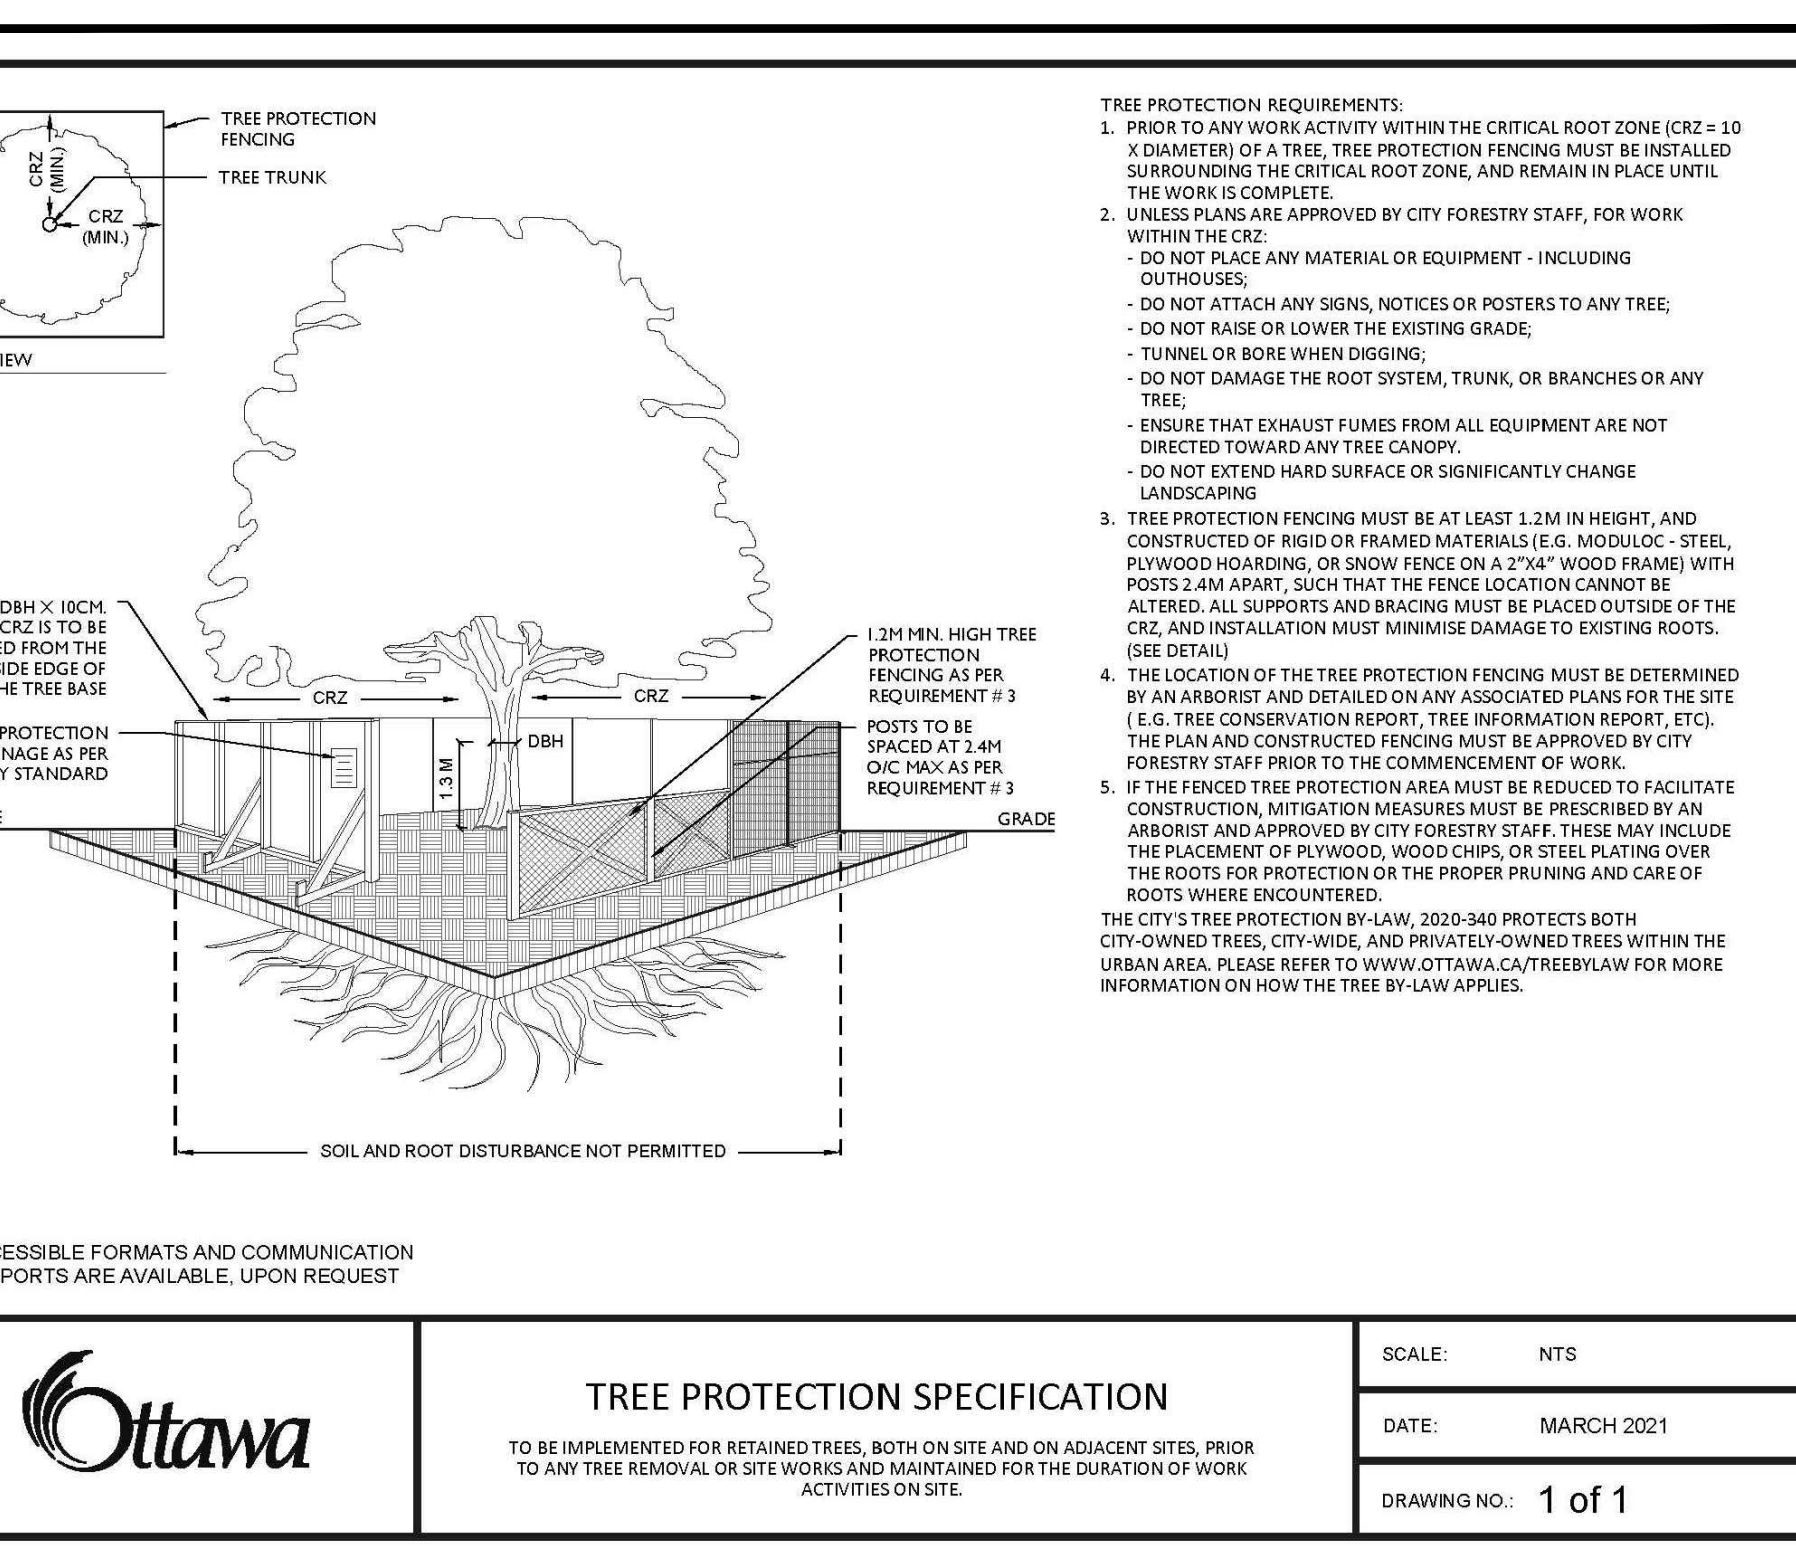 TREE PROTECTION
FENCING
TREE TRUNK
CRZ
(MIN.)
CRZ
(MIN.)
IEW
DBH X 10CM.
CRZ IS TO BE
ED FROM THE
SIDE EDGE OF
HE TREE BASE
PROTECTION
NAGE AS PER
Y STANDARD
CRZ
CRZ
DBH
1.3 M
1.2M MIN. HIGH TREE
PROTECTION
FENCING AS PER
REQUIREMENT # 3
POSTS TO BE
SPACED AT 2.4M
O/C MAX AS PER
REQUIREMENT # 3
GRADE
SOIL AND ROOT DISTURBANCE NOT PERMITTED
TREE PROTECTION REQUIREMENTS:
1. PRIOR TO ANY WORK ACTIVITY WITHIN THE CRITICAL ROOT ZONE (CRZ = 10
X DIAMETER) OF A TREE, TREE PROTECTION FENCING MUST BE INSTALLED
SURROUNDING THE CRITICAL ROOT ZONE, AND REMAIN IN PLACE UNTIL
THE WORK IS COMPLETE.
2. UNLESS PLANS ARE APPROVED BY CITY FORESTRY STAFF, FOR WORK
WITHIN THE CRZ:
- DO NOT PLACE ANY MATERIAL OR EQUIPMENT - INCLUDING
OUTHOUSES;
- DO NOT ATTACH ANY SIGNS, NOTICES OR POSTERS TO ANY TREE;
- DO NOT RAISE OR LOWER THE EXISTING GRADE;
- TUNNEL OR BORE WHEN DIGGING;
- DO NOT DAMAGE THE ROOT SYSTEM, TRUNK, OR BRANCHES OR ANY
TREE;
- ENSURE THAT EXHAUST FUMES FROM ALL EQUIPMENT ARE NOT
DIRECTED TOWARD ANY TREE CANOPY.
- DO NOT EXTEND HARD SURFACE OR SIGNIFICANTLY CHANGE
LANDSCAPING
3. TREE PROTECTION FENCING MUST BE AT LEAST 1.2M IN HEIGHT, AND
CONSTRUCTED OF RIGID OR FRAMED MATERIALS (E.G. MODULOC - STEEL,
PLYWOOD HOARDING, OR SNOW FENCE ON A 2”X4” WOOD FRAME) WITH
POSTS 2.4M APART, SUCH THAT THE FENCE LOCATION CANNOT BE
ALTERED. ALL SUPPORTS AND BRACING MUST BE PLACED OUTSIDE OF THE
CRZ, AND INSTALLATION MUST MINIMISE DAMAGE TO EXISTING ROOTS.
(SEE DETAIL)
4. THE LOCATION OF THE TREE PROTECTION FENCING MUST BE DETERMINED
BY AN ARBORIST AND DETAILED ON ANY ASSOCIATED PLANS FOR THE SITE
( E.G. TREE CONSERVATION REPORT, TREE INFORMATION REPORT, ETC).
THE PLAN AND CONSTRUCTED FENCING MUST BE APPROVED BY CITY
FORESTRY STAFF PRIOR TO THE COMMENCEMENT OF WORK.
5. IF THE FENCED TREE PROTECTION AREA MUST BE REDUCED TO FACILITATE
CONSTRUCTION, MITIGATION MEASURES MUST BE PRESCRIBED BY AN
ARBORIST AND APPROVED BY CITY FORESTRY STAFF. THESE MAY INCLUDE
THE PLACEMENT OF PLYWOOD, WOOD CHIPS, OR STEEL PLATING OVER
THE ROOTS FOR PROTECTION OR THE PROPER PRUNING AND CARE OF
ROOTS WHERE ENCOUNTERED.
THE CITY'S TREE PROTECTION BY-LAW, 2020-340 PROTECTS BOTH
CITY-OWNED TREES, CITY-WIDE, AND PRIVATELY-OWNED TREES WITHIN THE
URBAN AREA. PLEASE REFER TO WWW.OTTAWA.CA/TREEBYLAW FOR MORE
INFORMATION ON HOW THE TREE BY-LAW APPLIES.
CESSIBLE FORMATS AND COMMUNICATION
PORTS ARE AVAILABLE, UPON REQUEST
Ottawa
TREE PROTECTION SPECIFICATION
TO BE IMPLEMENTED FOR RETAINED TREES, BOTH ON SITE AND ON ADJACENT SITES, PRIOR
TO ANY TREE REMOVAL OR SITE WORKS AND MAINTAINED FOR THE DURATION OF WORK
ACTIVITIES ON SITE.
SCALE: NTS
DATE: MARCH 2021
DRAWING NO.: 1 of 1